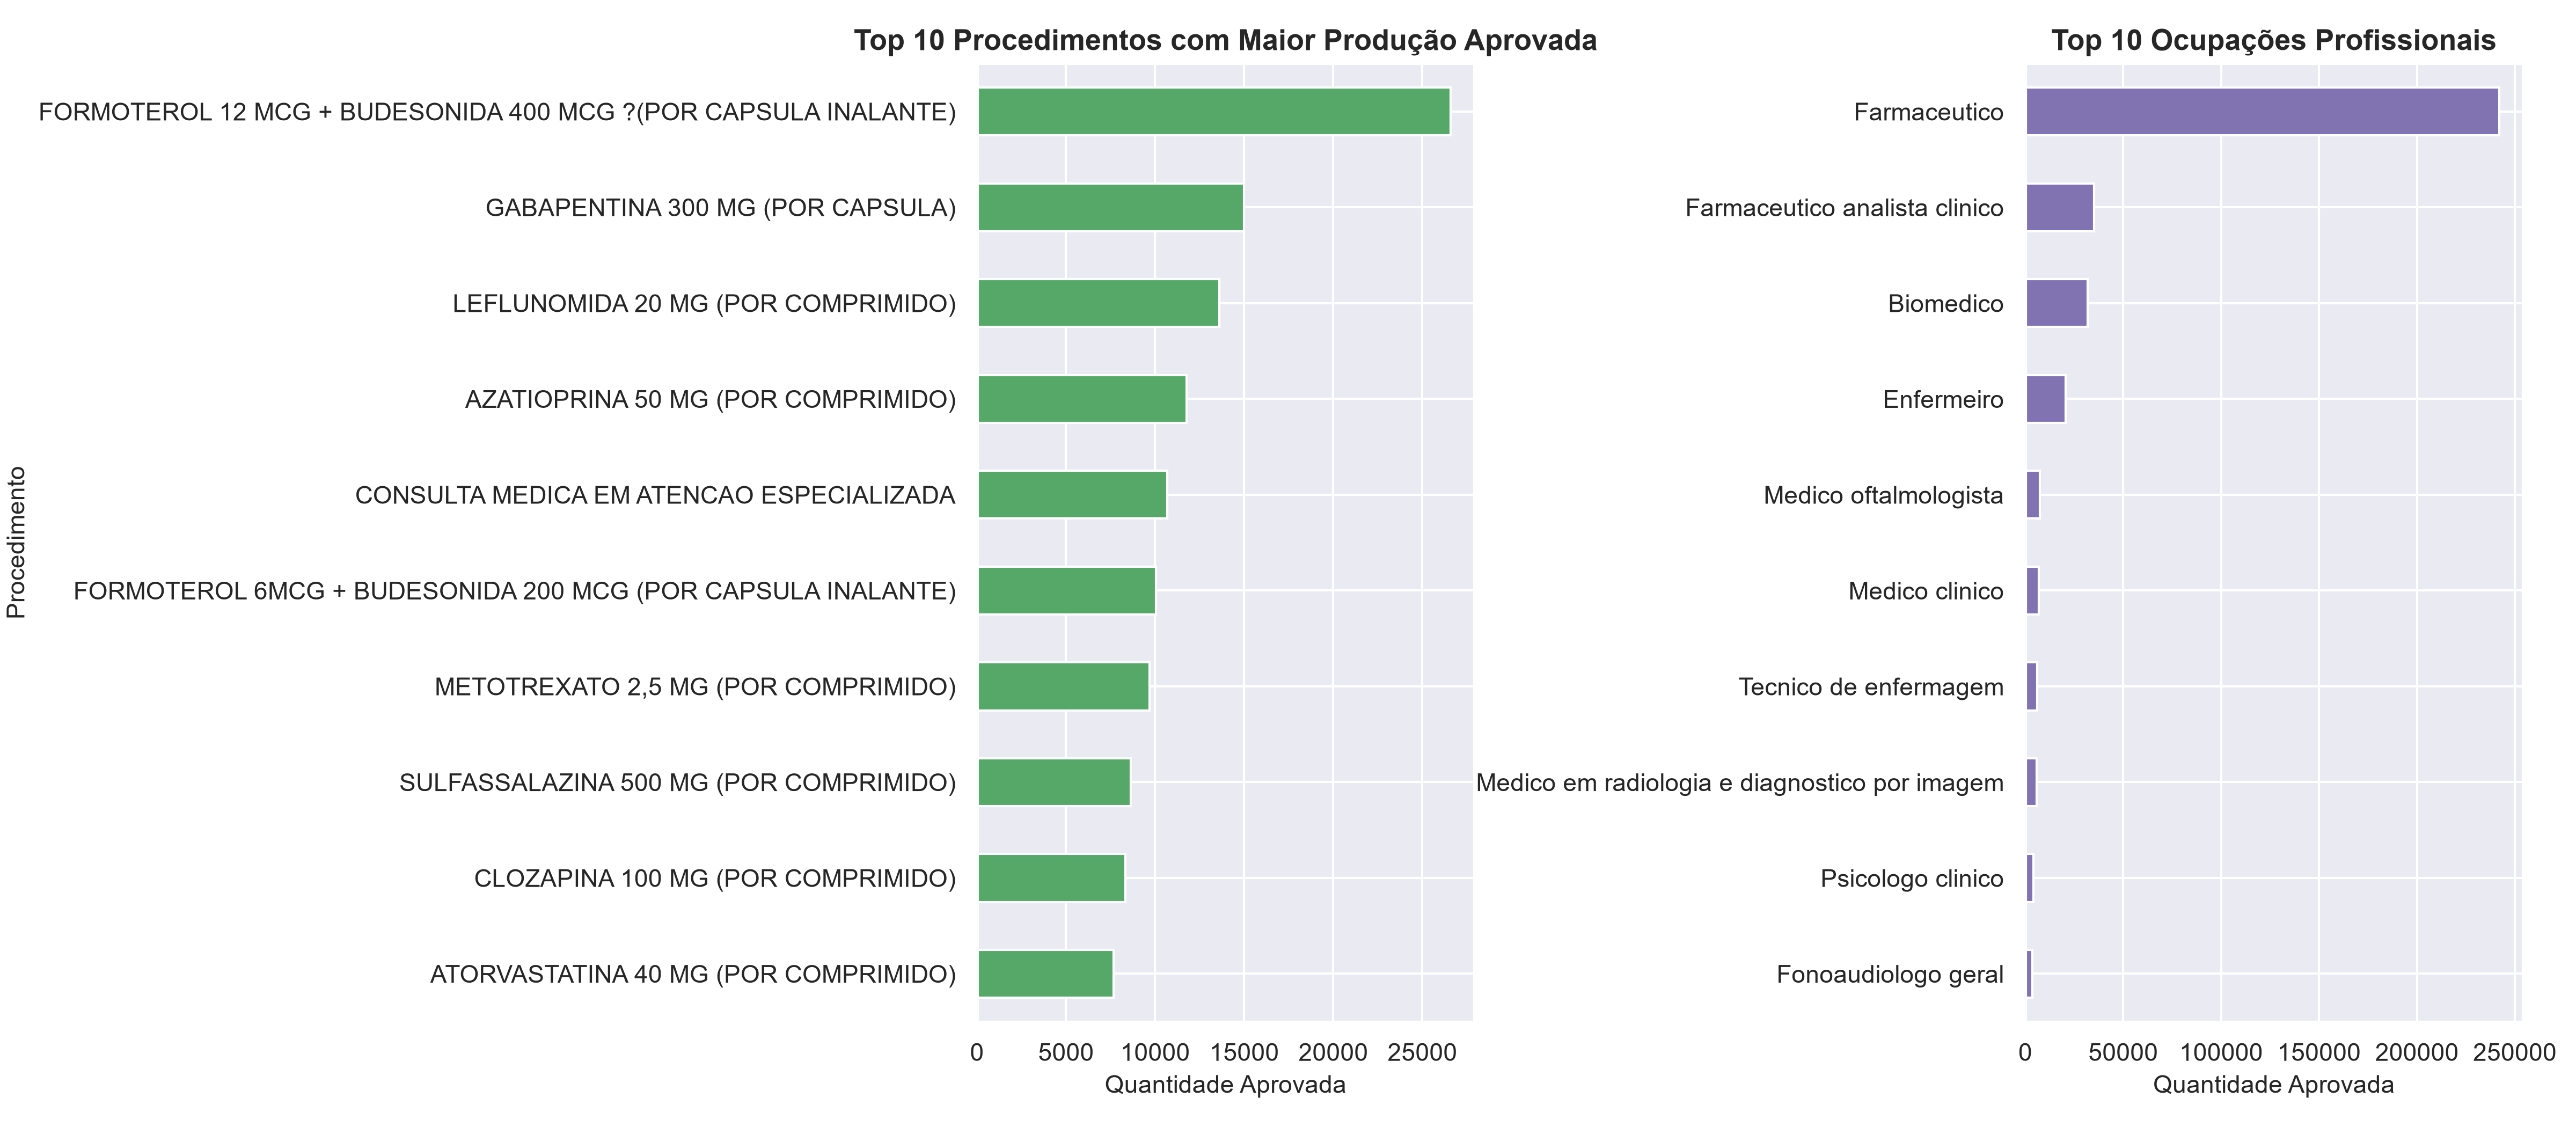 Top 10 Procedimentos com Maior Produção Aprovada
Procedimento
FORMOTEROL 12 MCG + BUDESONIDA 400 MCG ?(POR CAPSULA INALANTE)
GABAPENTINA 300 MG (POR CAPSULA)
LEFLUNOMIDA 20 MG (POR COMPRIMIDO)
AZATIOPRINA 50 MG (POR COMPRIMIDO)
CONSULTA MEDICA EM ATENCAO ESPECIALIZADA
FORMOTEROL 6MCG + BUDESONIDA 200 MCG (POR CAPSULA INALANTE)
METOTREXATO 2,5 MG (POR COMPRIMIDO)
SULFASSALAZINA 500 MG (POR COMPRIMIDO)
CLOZAPINA 100 MG (POR COMPRIMIDO)
ATORVASTATINA 40 MG (POR COMPRIMIDO)
0 5000 10000 15000 20000 25000
Quantidade Aprovada
Top 10 Ocupações Profissionais
Farmaceutico
Farmaceutico analista clinico
Biomedico
Enfermeiro
Medico oftalmologista
Medico clinico
Tecnico de enfermagem
Medico em radiologia e diagnostico por imagem
Psicologo clinico
Fonoaudiologo geral
0 50000 100000 150000 200000 250000
Quantidade Aprovada